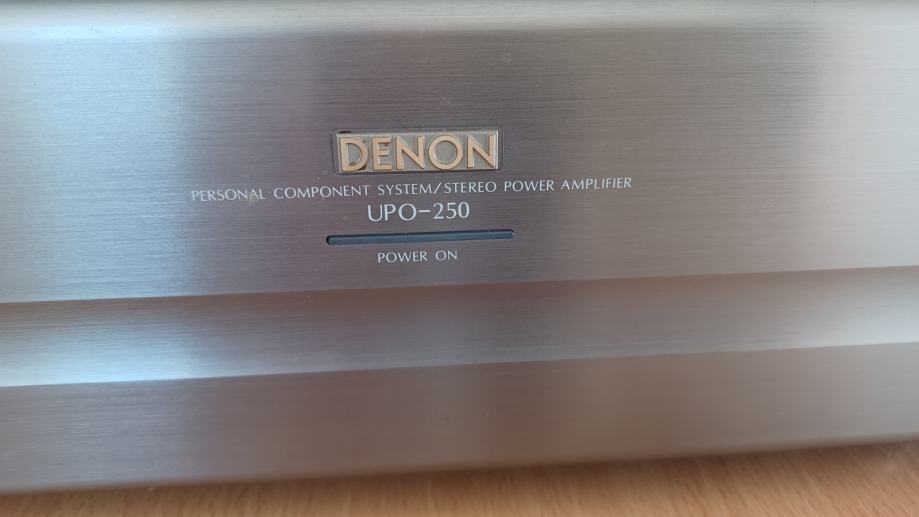 DENON
PERSONAL COMPONENT SYSTEM/STEREO POWER AMPLIFIER
UPO-250
POWER ON